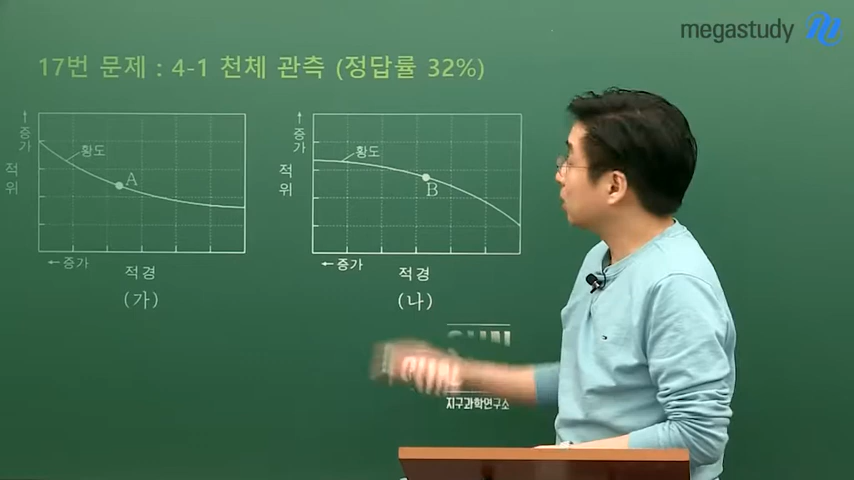 megastudy
17번 문제 : 4-1 천체 관측 (정답률 32%)
↑
증
가
적
위
황도
A
←증가
적경
(가)
↑
증
가
적
위
황도
B
←증가
적경
(나)
지구과학연구소